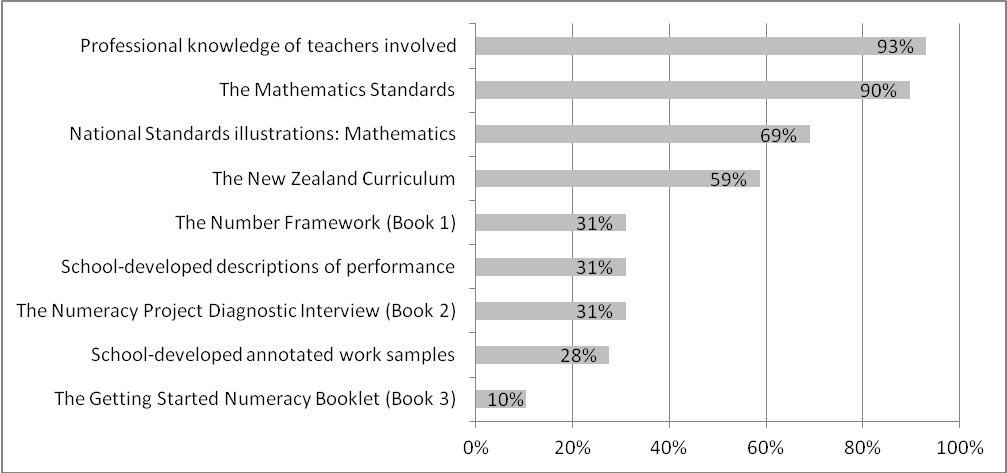 Professional knowledge of teachers involved 93%
The Mathematics Standards 90%
National Standards illustrations: Mathematics 69%
The New Zealand Curriculum 59%
The Number Framework (Book 1) 31%
School-developed descriptions of performance 31%
The Numeracy Project Diagnostic Interview (Book 2) 31%
School-developed annotated work samples 28%
The Getting Started Numeracy Booklet (Book 3) 10%
0% 20% 40% 60% 80% 100%